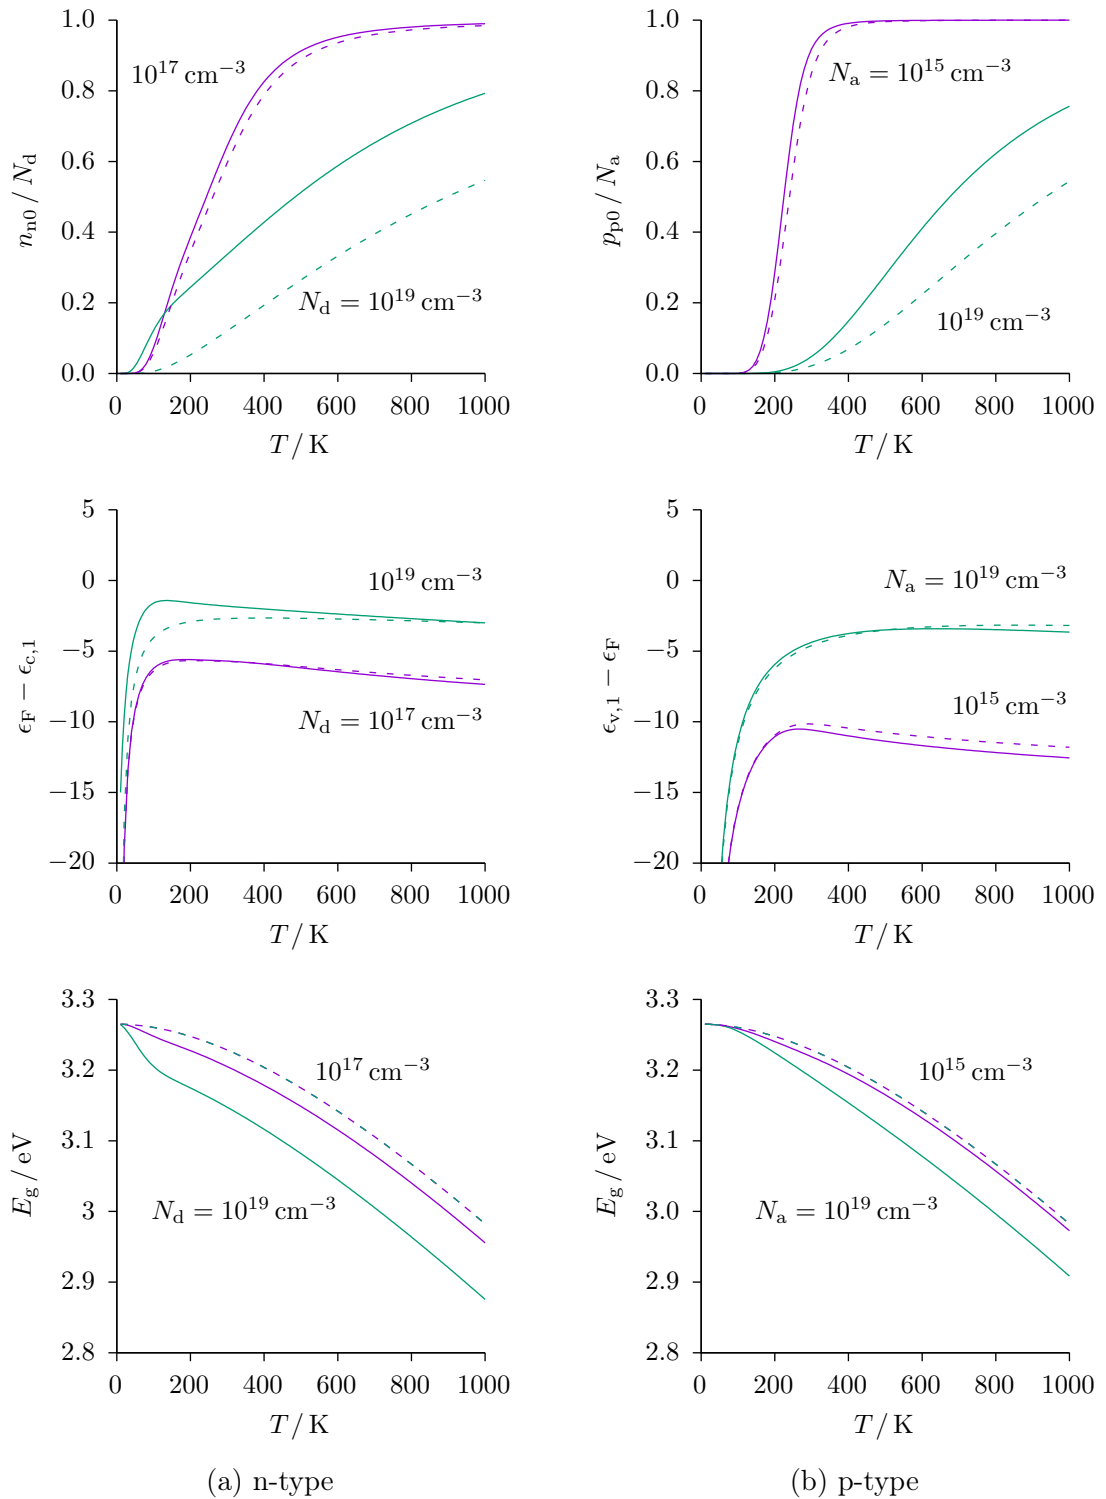 1.0
0.8
0.6
0.4
0.2
0.0
n_n0 / N_d
10^17 cm^−3
N_d = 10^19 cm^−3
0 200 400 600 800 1000
T / K
1.0
0.8
0.6
0.4
0.2
0.0
p_p0 / N_a
N_a = 10^15 cm^−3
10^19 cm^−3
0 200 400 600 800 1000
T / K
5
0
−5
−10
−15
−20
ϵ_F − ϵ_c,1
10^19 cm^−3
N_d = 10^17 cm^−3
0 200 400 600 800 1000
T / K
5
0
−5
−10
−15
−20
ϵ_v,1 − ϵ_F
N_a = 10^19 cm^−3
10^15 cm^−3
0 200 400 600 800 1000
T / K
3.3
3.2
3.1
3
2.9
2.8
E_g / eV
10^17 cm^−3
N_d = 10^19 cm^−3
0 200 400 600 800 1000
T / K
3.3
3.2
3.1
3.0
2.9
2.8
E_g / eV
10^15 cm^−3
N_a = 10^19 cm^−3
0 200 400 600 800 1000
T / K
(a) n-type
(b) p-type